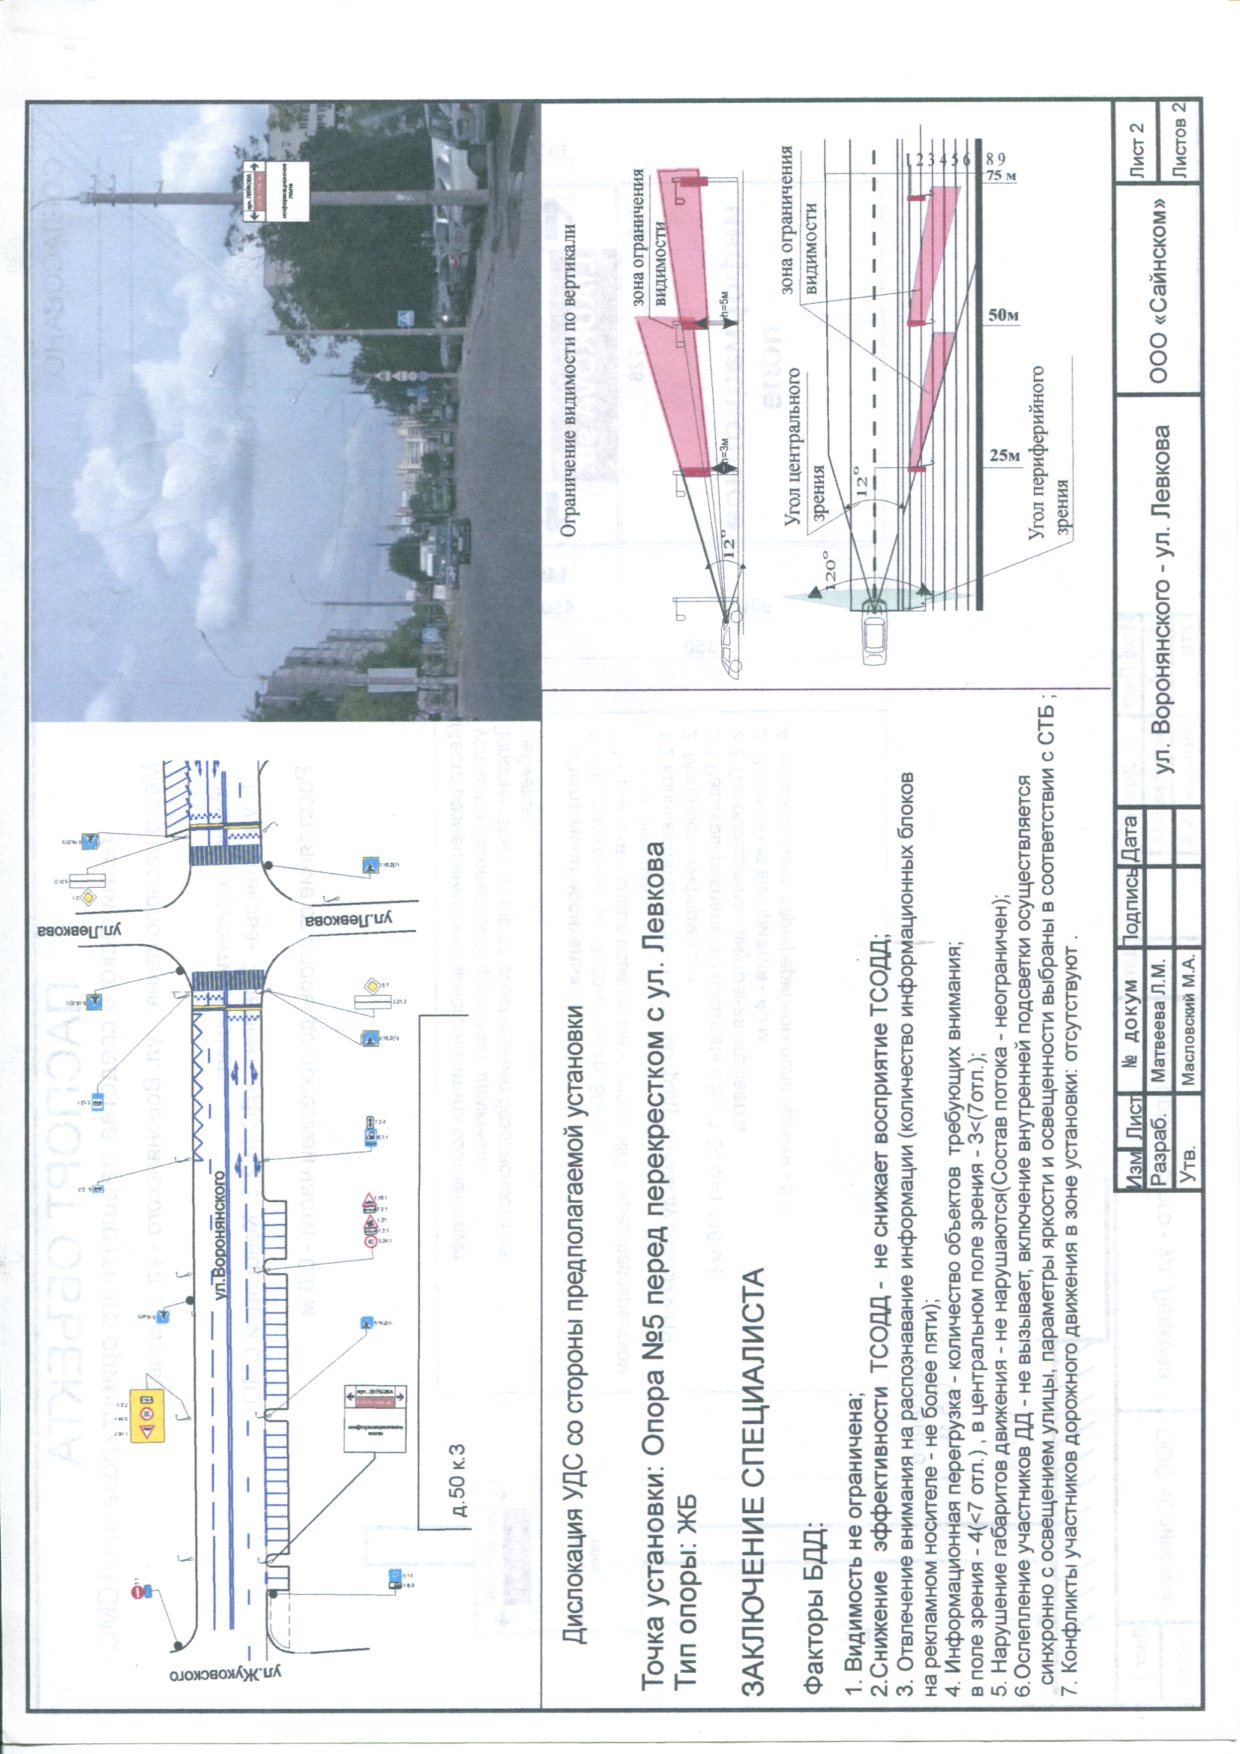 ул.Жуковского
ул.Воронянского
ул.Левкова
ул.Левкова
д.50 к.3
информационное
поле
Диспокация УДС со стороны предполагаемой установки
Точка установки: Опора №5 перед перекрестком с ул. Левкова
Тип опоры: ЖБ
ЗАКЛЮЧЕНИЕ СПЕЦИАЛИСТА
Факторы БДД:
1. Видимость не ограничена;
2.Снижение эффективности ТСОДД - не снижает восприятие ТСОДД;
3. Отвлечение внимания на распознавание информации (количество информационных блоков
на рекламном носителе - не более пяти);
4. Информационная перегрузка - количество объектов требующих внимания;
в поле зрения - 4(<7 отл.) , в центральном поле зрения - 3<(7отл.);
5. Нарушение габаритов движения - не нарушаются(Состав потока - неограничен);
6.Ослепление участников ДД - не вызывает, включение внутренней подсветки осуществляется
синхронно с освещением улицы, параметры яркости и освещенности выбраны в соответствии с СТБ ;
7. Конфликты участников дорожного движения в зоне установки: отсутствуют .
Ограничение видимости по вертикали
зона ограничения
видимости
h=3м
h=5м
12°
Угол центрального
зрения
зона ограничения
видимости
120°
12°
1 2 3 4 5 6 8 9
25м
50м
75 м
Угол периферийного
зрения
Изм Лист № докум Подпись Дата
Разраб. Матвеева Л.М.
Утв. Масловский М.А.
ул. Воронянского - ул. Левкова
ООО «Сайнском»
Лист 2
Листов 2